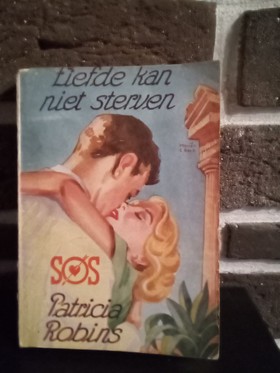 Liefde kan
niet sterven
SOS
Patricia
Robins